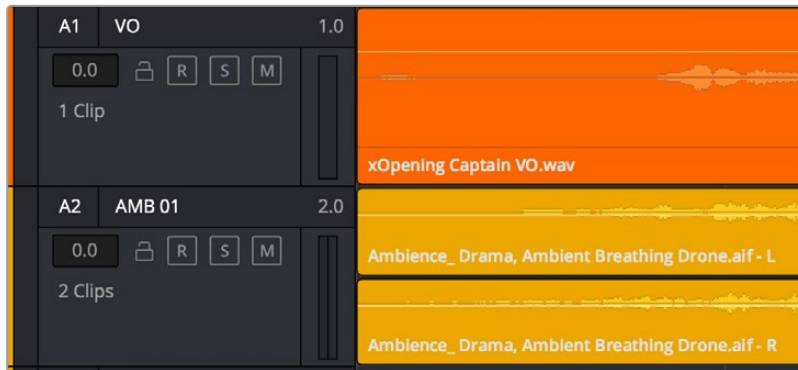 A1 VO 1.0
0.0 R S M
1 Clip
xOpening Captain VO.wav
A2 AMB 01 2.0
0.0 R S M
Ambience_ Drama, Ambient Breathing Drone.aif - L
2 Clips
Ambience_ Drama, Ambient Breathing Drone.aif - R